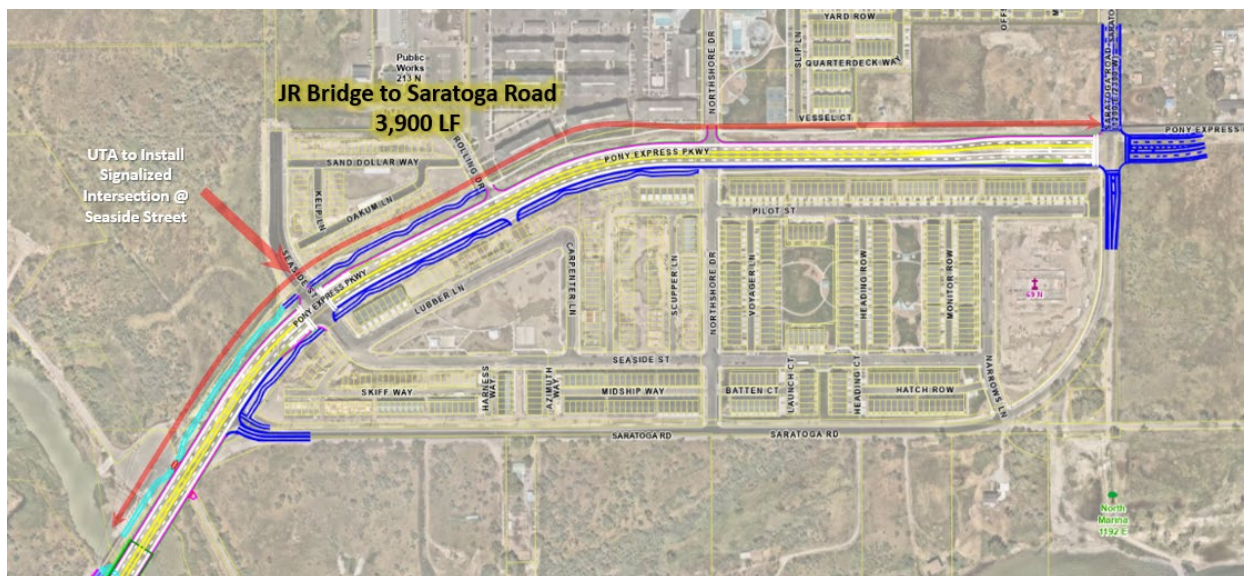 YARD ROW
SLIP LN
QUARTERDECK WAY
NORTHSHORE DR
Public
Works
213 N
JR Bridge to Saratoga Road
3,900 LF
VESSEL CT
PONY EXPRESS
UTA to Install
Signalized
Intersection @
Seaside Street
SAND DOLLAR WAY
ROLLING DR
PONY EXPRESS PKWY
KELP LN
OAKUM LN
PILOT ST
SEASIDE ST
PONY EXPRESS PKWY
LUBBER LN
CARPENTER LN
SCUPPER LN
NORTHSHORE DR
VOYAGER LN
HEADING ROW
MONITOR ROW
69 N
SEASIDE ST
SKIFF WAY
HARNESS
WAY
AZIMUTH
WAY
MIDSHIP WAY
BATTEN CT
LAUNCH CT
HEADING CT
HATCH ROW
NARROWS LN
SARATOGA RD
SARATOGA RD
North
Marina
1192 E